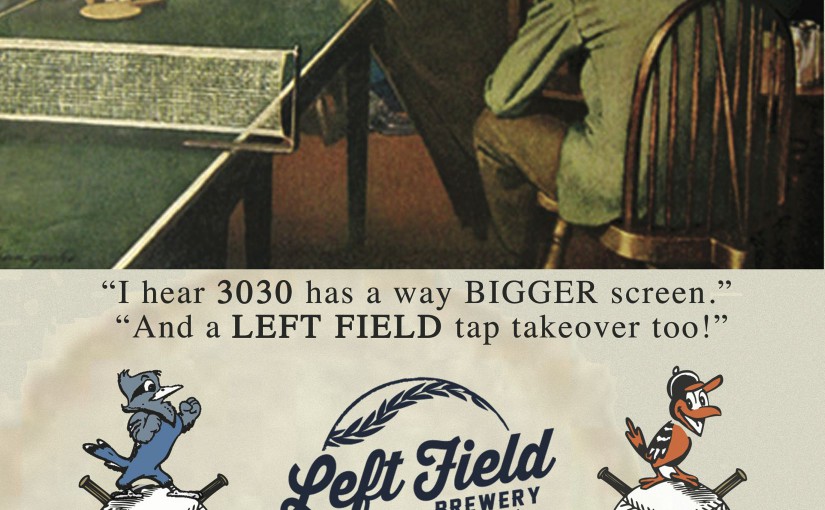 “I hear 3030 has a way BIGGER screen.”
“And a LEFT FIELD tap takeover too!”
Left Field
BREWERY